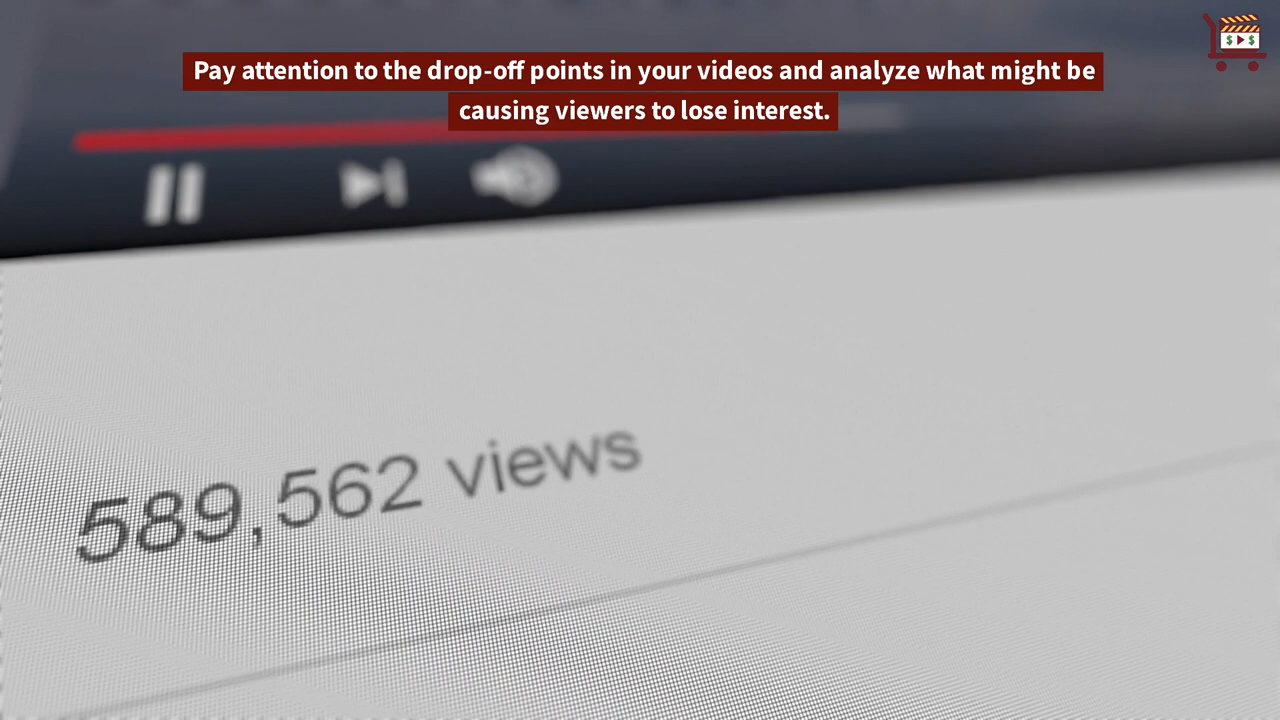 Pay attention to the drop-off points in your videos and analyze what might be
causing viewers to lose interest.
589,562 views